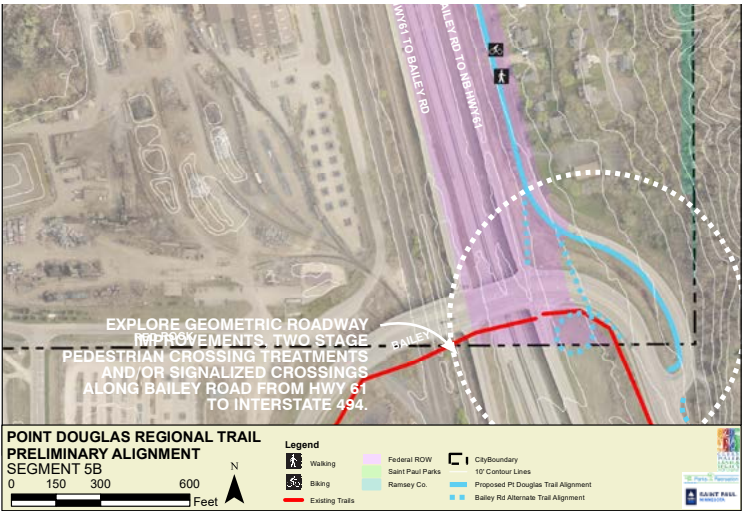 HWY61 TO BAILEY RD
BAILEY RD TO NB HWY61
EXPLORE GEOMETRIC ROADWAY
IMPROVEMENTS, TWO STAGE
PEDESTRIAN CROSSING TREATMENTS
AND/OR SIGNALIZED CROSSINGS
ALONG BAILEY ROAD FROM HWY 61
TO INTERSTATE 494.
BAILEY
POINT DOUGLAS REGIONAL TRAIL
PRELIMINARY ALIGNMENT
SEGMENT 5B
0 150 300 600
Feet
N
Legend
Walking
Biking
Existing Trails
Federal ROW
Saint Paul Parks
Ramsey Co.
CityBoundary
10' Contour Lines
Proposed Pt Douglas Trail Alignment
Bailey Rd Alternate Trail Alignment
SAINT PAUL